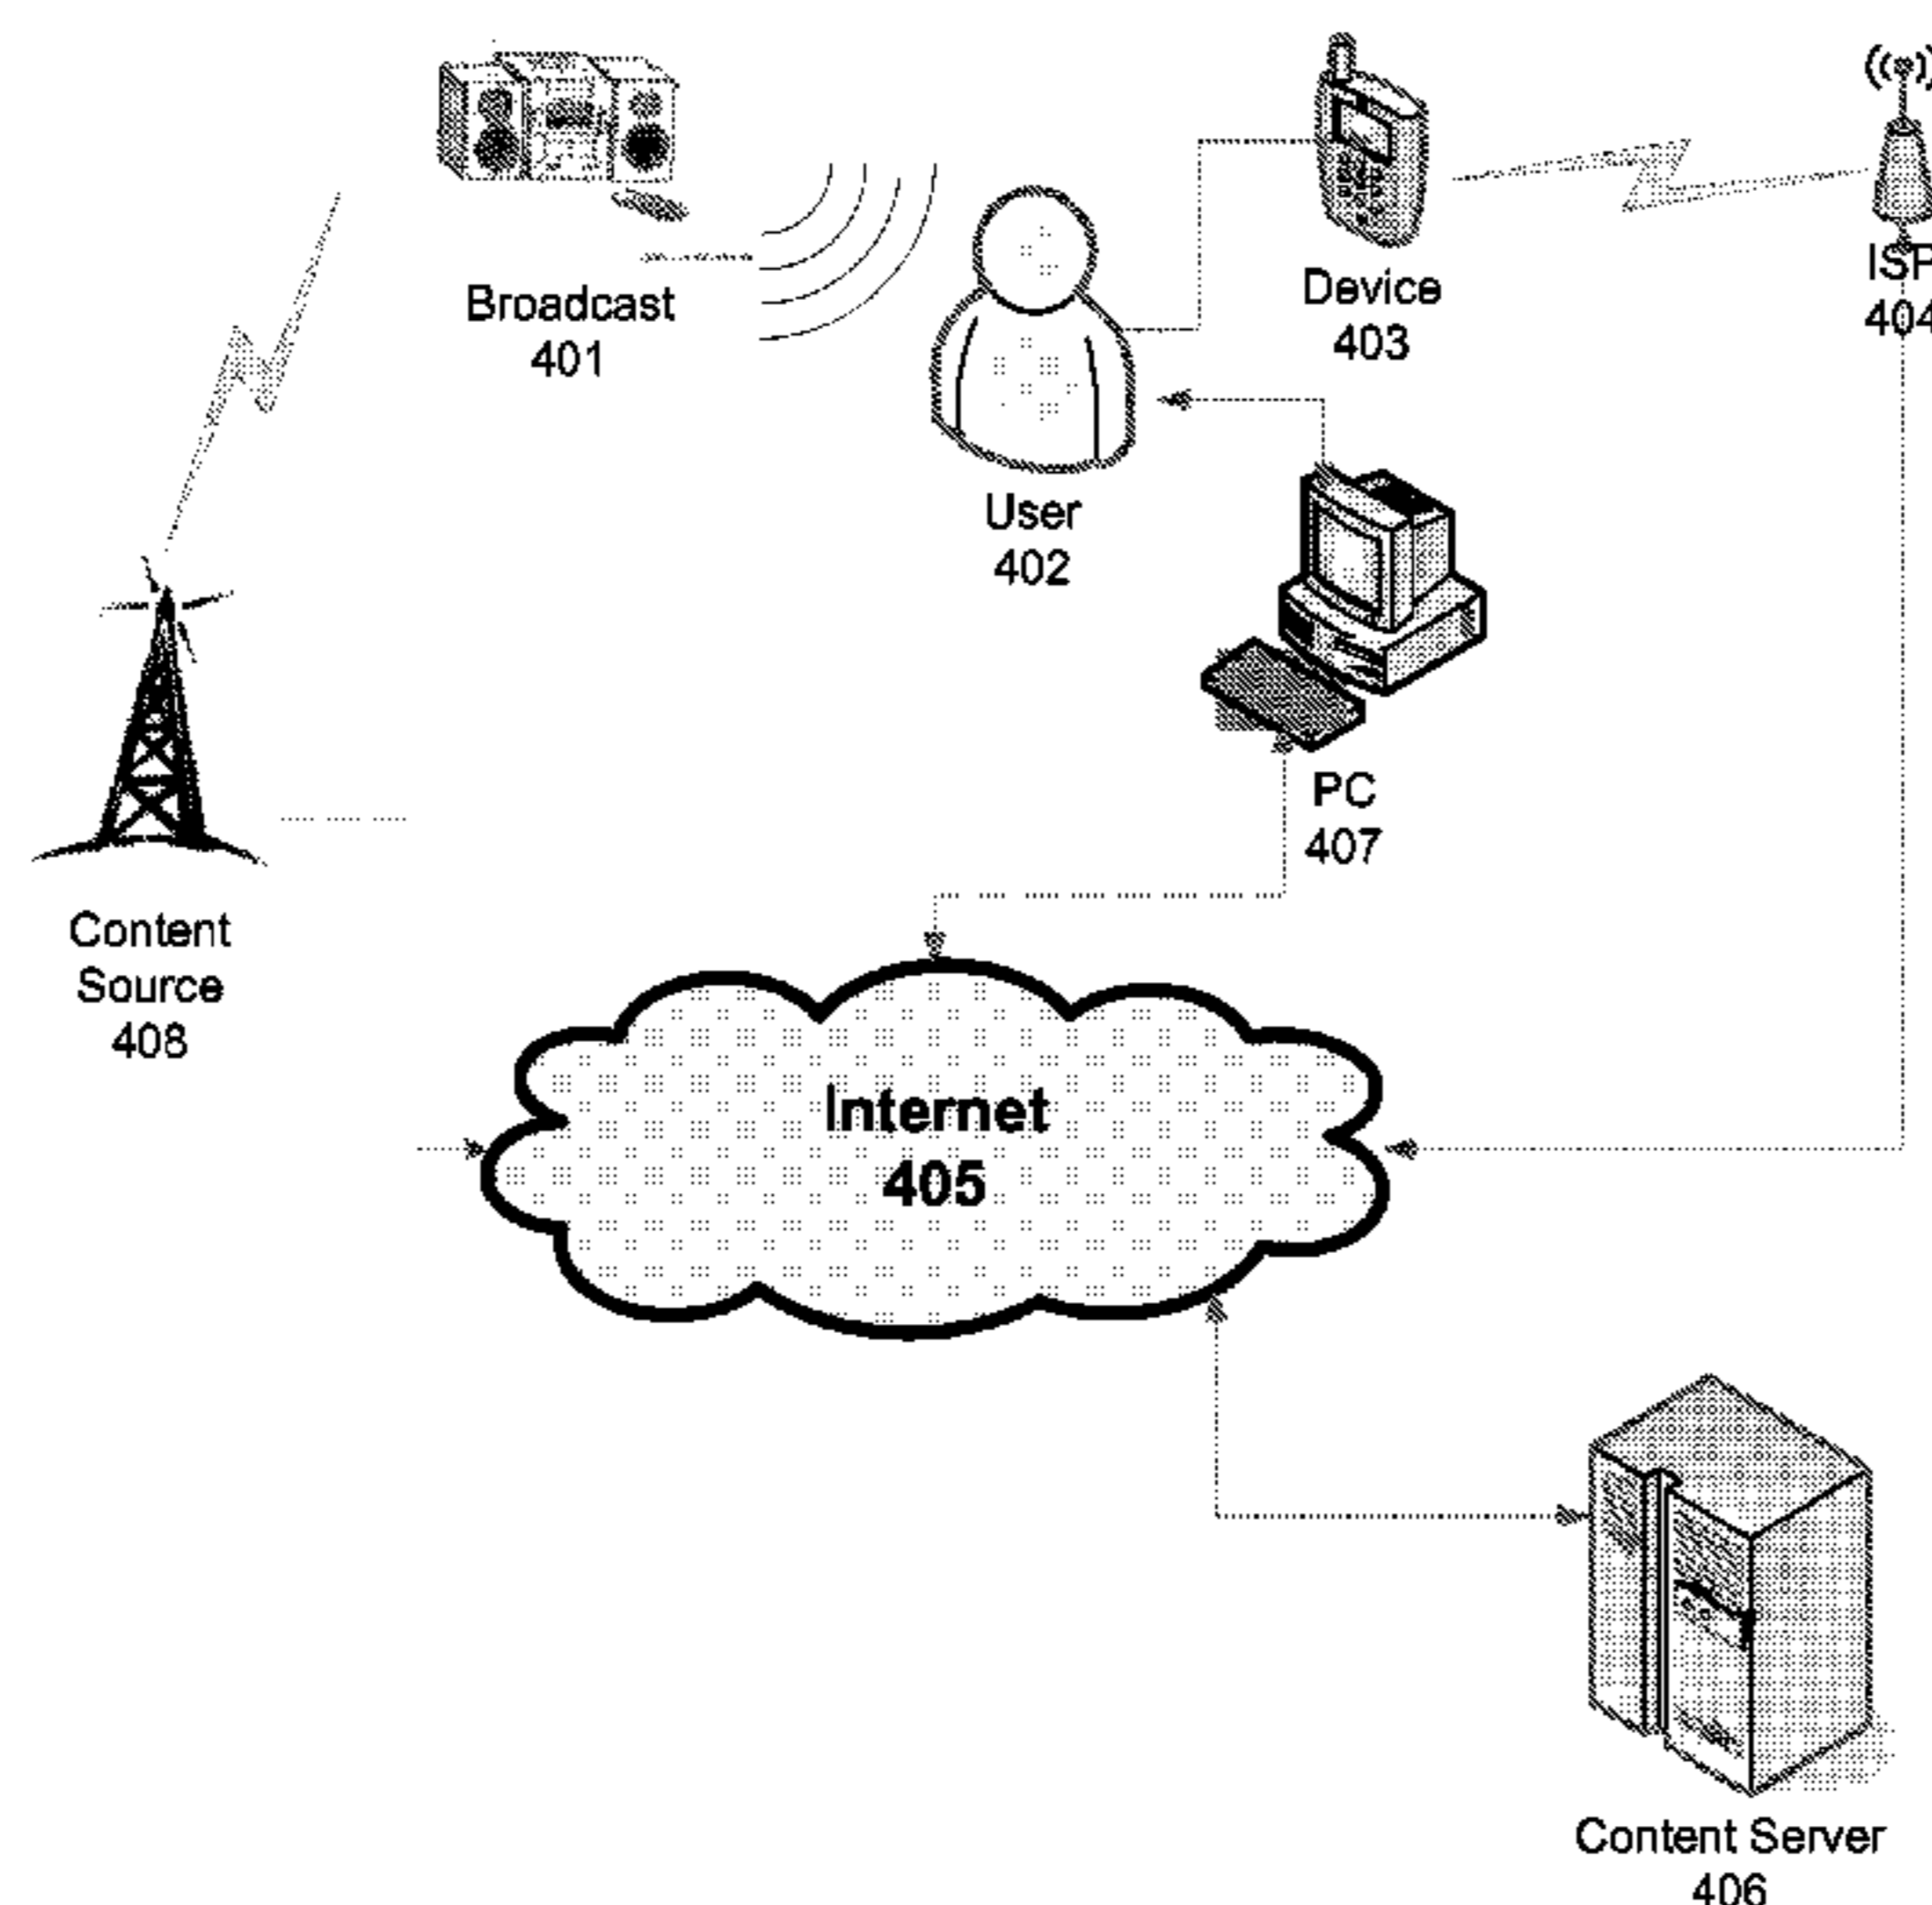 Broadcast
401
Device
403
ISP
404
User
402
PC
407
Content
Source
408
Internet
405
Content Server
406